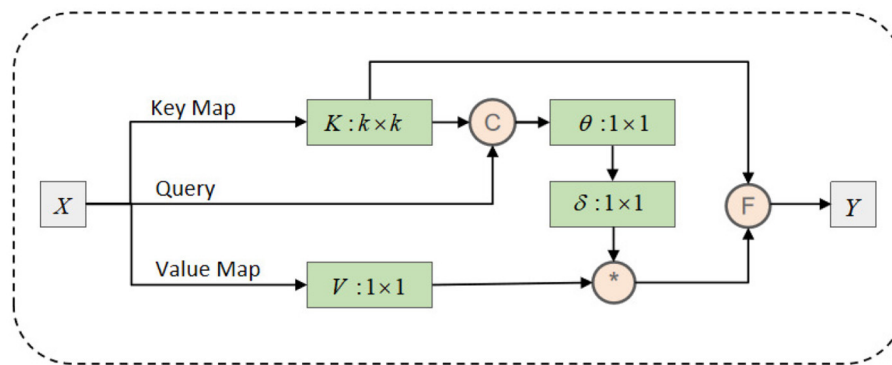 Key Map
K : k × k
C
θ : 1 × 1
X
Query
δ : 1 × 1
F
Y
Value Map
V : 1 × 1
*